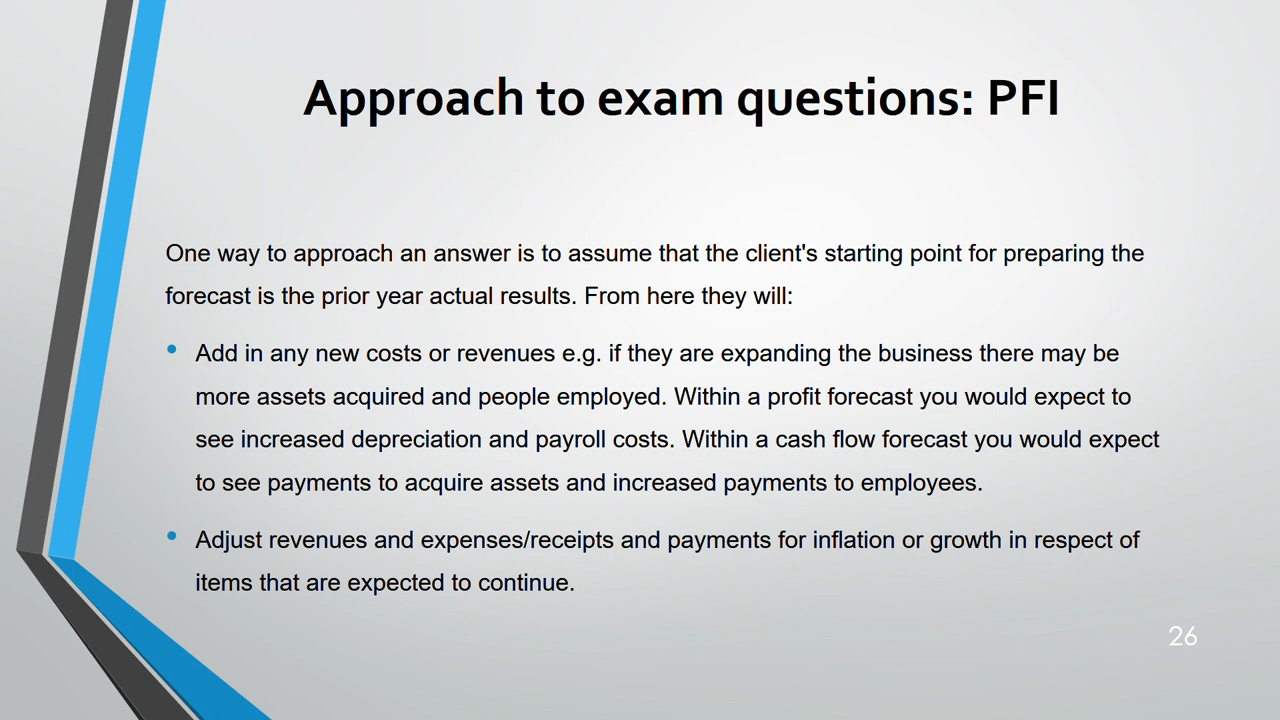 Approach to exam questions: PFI
One way to approach an answer is to assume that the client's starting point for preparing the
forecast is the prior year actual results. From here they will:
• Add in any new costs or revenues e.g. if they are expanding the business there may be
more assets acquired and people employed. Within a profit forecast you would expect to
see increased depreciation and payroll costs. Within a cash flow forecast you would expect
to see payments to acquire assets and increased payments to employees.
• Adjust revenues and expenses/receipts and payments for inflation or growth in respect of
items that are expected to continue.
26